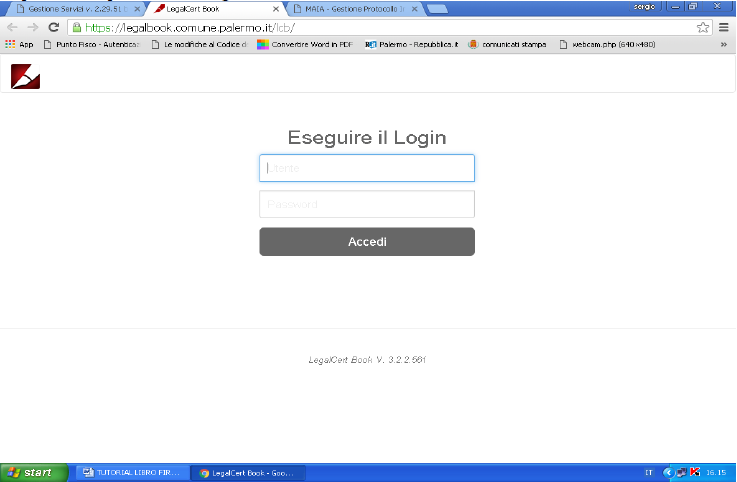 Gestione Servizi v. 2.29.51
LegalCert Book
MAIA - Gestione Protocollo
sergio
https://legalbook.comune.palermo.it/lcb/
App
Punto Fisco - Autentica
Le modifiche al Codice di
Convertire Word in PDF
Palermo - Repubblica.it
comunicati stampa
webcam.php (640×480)
»
Eseguire il Login
Utente
Password
Accedi
LegalCert Book V. 3.2.2.561
start
TUTORIAL LIBRO FIR...
LegalCert Book - Goo...
IT
16.15